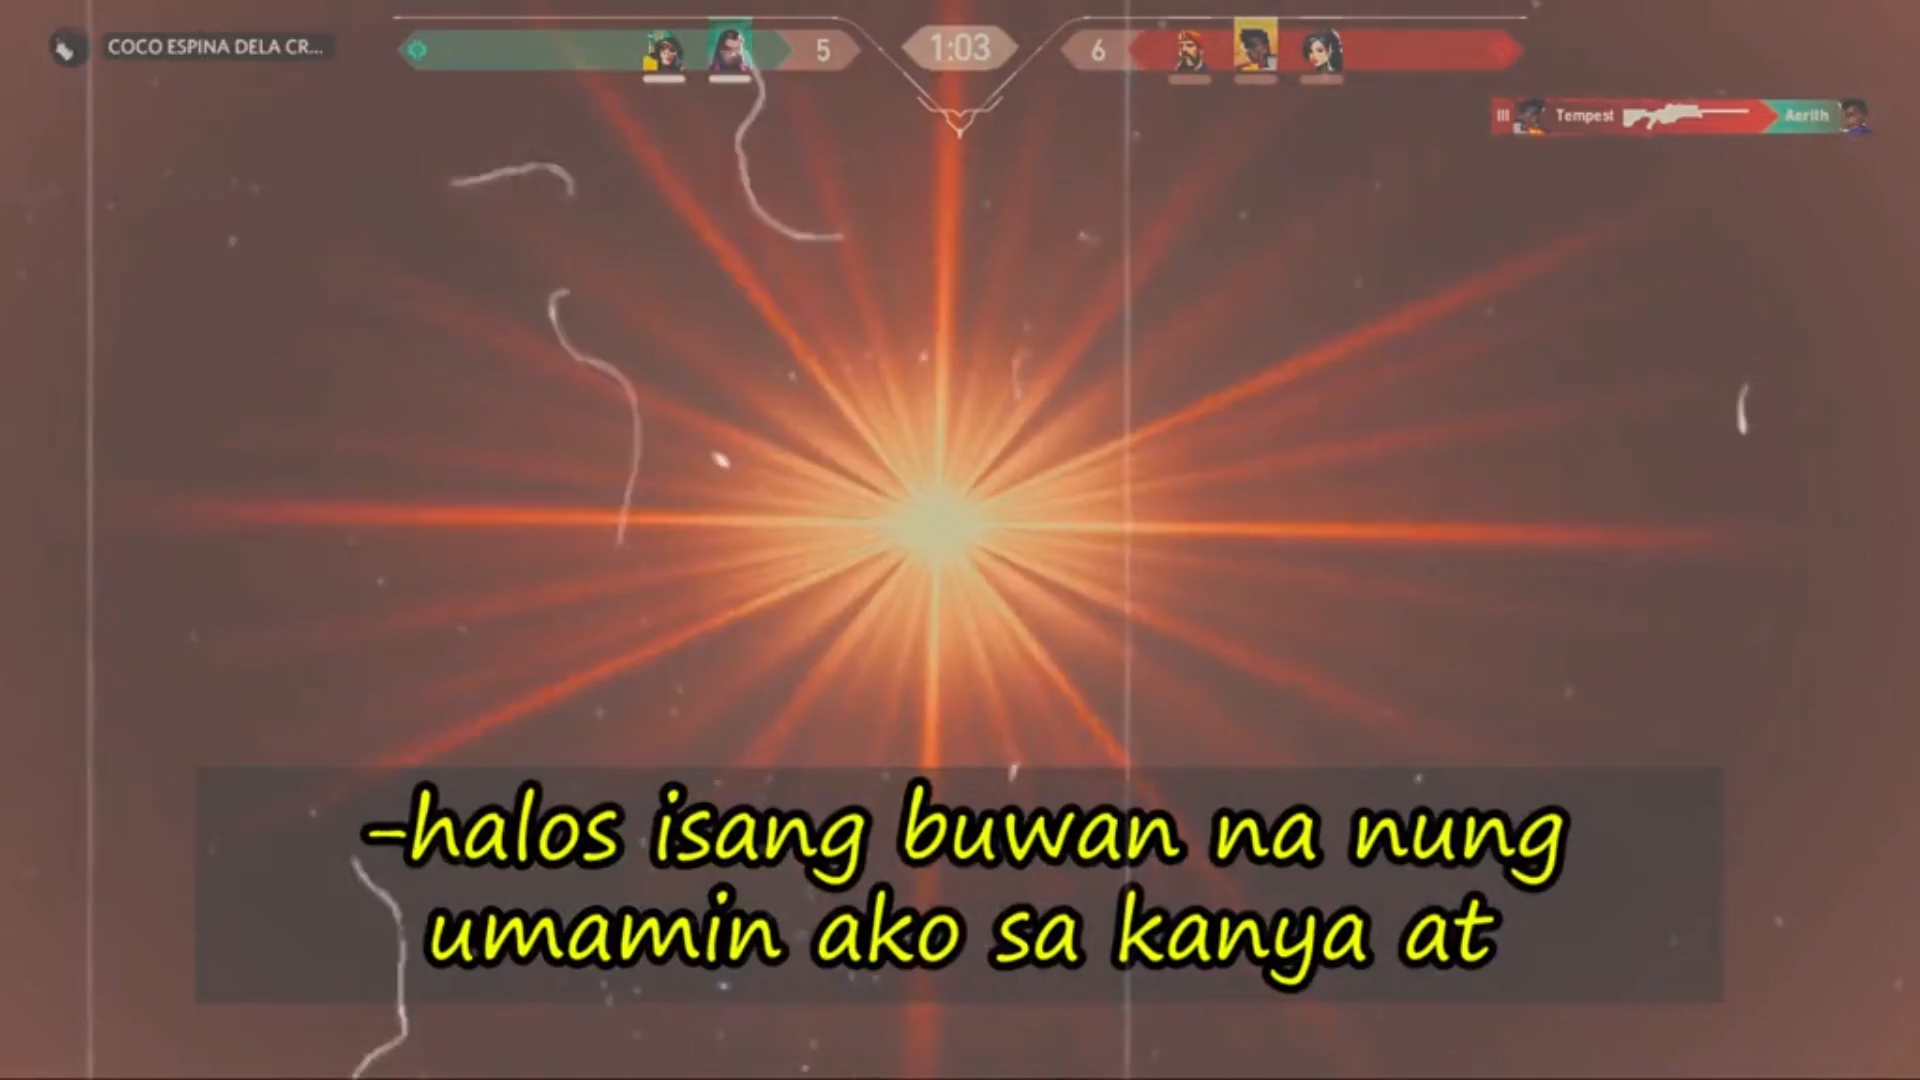 COCO ESPINA DELA CR...
5
1:03
6
Tempest
Aerith
-halos isang buwan na nung
umamin ako sa kanya at